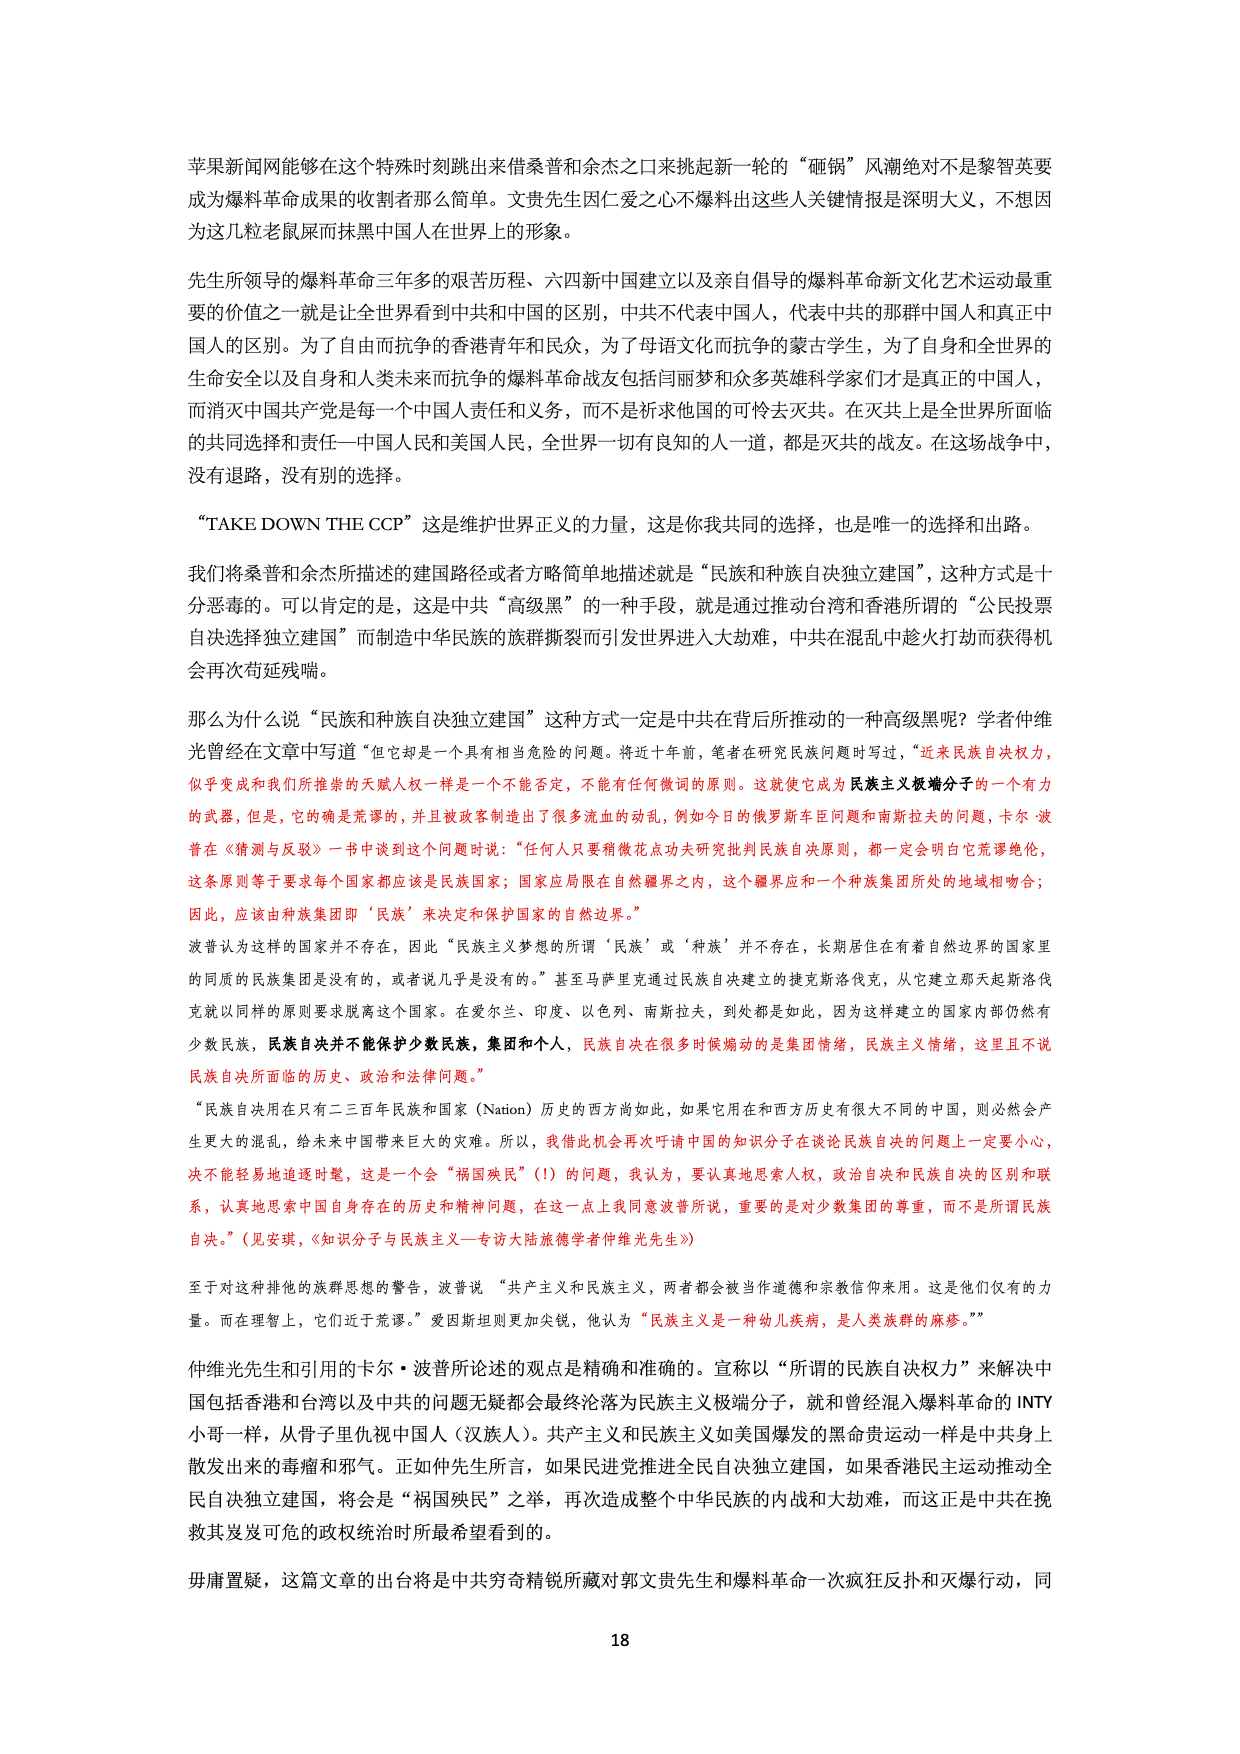 苹果新闻网能够在这个特殊时刻跳出来借桑普和余杰之口来挑起新一轮的“砸锅”风潮绝对不是黎智英要
成为爆料革命成果的收割者那么简单。文贵先生因仁爱之心不爆料出这些人关键情报是深明大义，不想因
为这几粒老鼠屎而抹黑中国人在世界上的形象。
先生所领导的爆料革命三年多的艰苦历程、六四新中国建立以及亲自倡导的爆料革命新文化艺术运动最重
要的价值之一就是让全世界看到中共和中国的区别，中共不代表中国人，代表中共的那群中国人和真正中
国人的区别。为了自由而抗争的香港青年和民众，为了母语文化而抗争的蒙古学生，为了自身和全世界的
生命安全以及自身和人类未来而抗争的爆料革命战友包括闫丽梦和众多英雄科学家们才是真正的中国人，
而消灭中国共产党是每一个中国人责任和义务，而不是祈求他国的可怜去灭共。在灭共上是全世界所面临
的共同选择和责任—中国人民和美国人民，全世界一切有良知的人一道，都是灭共的战友。在这场战争中，
没有退路，没有别的选择。
“TAKE DOWN THE CCP”这是维护世界正义的力量，这是你我共同的选择，也是唯一的选择和出路。
我们将桑普和余杰所描述的建国路径或者方略简单地描述就是“民族和种族自决独立建国”，这种方式是十
分恶毒的。可以肯定的是，这是中共“高级黑”的一种手段，就是通过推动台湾和香港所谓的“公民投票
自决选择独立建国”而制造中华民族的族群撕裂而引发世界进入大劫难，中共在混乱中趁火打劫而获得机
会再次苟延残喘。
那么为什么说“民族和种族自决独立建国”这种方式一定是中共在背后所推动的一种高级黑呢？学者仲维
光曾经在文章中写道“但它却是一个具有相当危险的问题。将近十年前，笔者在研究民族问题时写过，“近来民族自决权力，
似乎变成和我们所推崇的天赋人权一样是一个不能否定，不能有任何微词的原则。这就使它成为民族主义极端分子的一个有力
的武器，但是，它的确是荒谬的，并且被政客制造出了很多流血的动乱，例如今日的俄罗斯车臣问题和南斯拉夫的问题，卡尔·波
普在《猜测与反驳》一书中谈到这个问题时说：“任何人只要稍微花点功夫研究批判民族自决原则，都一定会明白它荒谬绝伦，
这条原则等于要求每个国家都应该是民族国家；国家应局限在自然疆界之内，这个疆界应和一个种族集团所处的地域相吻合；
因此，应该由种族集团即‘民族’来决定和保护国家的自然边界。”
波普认为这样的国家并不存在，因此“民族主义梦想的所谓‘民族’或‘种族’并不存在，长期居住在有着自然边界的国家里
的同质的民族集团是没有的，或者说几乎是没有的。”甚至马萨里克通过民族自决建立的捷克斯洛伐克，从它建立那天起斯洛伐
克就以同样的原则要求脱离这个国家。在爱尔兰、印度、以色列、南斯拉夫，到处都是如此，因为这样建立的国家内部仍然有
少数民族，民族自决并不能保护少数民族，集团和个人，民族自决在很多时候煽动的是集团情绪，民族主义情绪，这里且不说
民族自决所面临的历史、政治和法律问题。”
“民族自决用在只有二三百年民族和国家（Nation）历史的西方尚如此，如果它用在和西方历史有很大不同的中国，则必然会产
生更大的混乱，给未来中国带来巨大的灾难。所以，我借此机会再次吁请中国的知识分子在谈论民族自决的问题上一定要小心，
决不能轻易地追逐时髦，这是一个会“祸国殃民”（!）的问题，我认为，要认真地思索人权，政治自决和民族自决的区别和联
系，认真地思索中国自身存在的历史和精神问题，在这一点上我同意波普所说，重要的是对少数集团的尊重，而不是所谓民族
自决。”（见安琪，《知识分子与民族主义—专访大陆旅德学者仲维光先生》）
至于对这种排他的族群思想的警告，波普说 “共产主义和民族主义，两者都会被当作道德和宗教信仰来用。这是他们仅有的力
量。而在理智上，它们近于荒谬。”爱因斯坦则更加尖锐，他认为“民族主义是一种幼儿疾病，是人类族群的麻疹。””
仲维光先生和引用的卡尔·波普所论述的观点是精确和准确的。宣称以“所谓的民族自决权力”来解决中
国包括香港和台湾以及中共的问题无疑都会最终沦落为民族主义极端分子，就和曾经混入爆料革命的 INTY
小哥一样，从骨子里仇视中国人（汉族人）。共产主义和民族主义如美国爆发的黑命贵运动一样是中共身上
散发出来的毒瘤和邪气。正如仲先生所言，如果民进党推进全民自决独立建国，如果香港民主运动推动全
民自决独立建国，将会是“祸国殃民”之举，再次造成整个中华民族的内战和大劫难，而这正是中共在挽
救其岌岌可危的政权统治时所最希望看到的。
毋庸置疑，这篇文章的出台将是中共穷奇精锐所藏对郭文贵先生和爆料革命一次疯狂反扑和灭爆行动，同
18